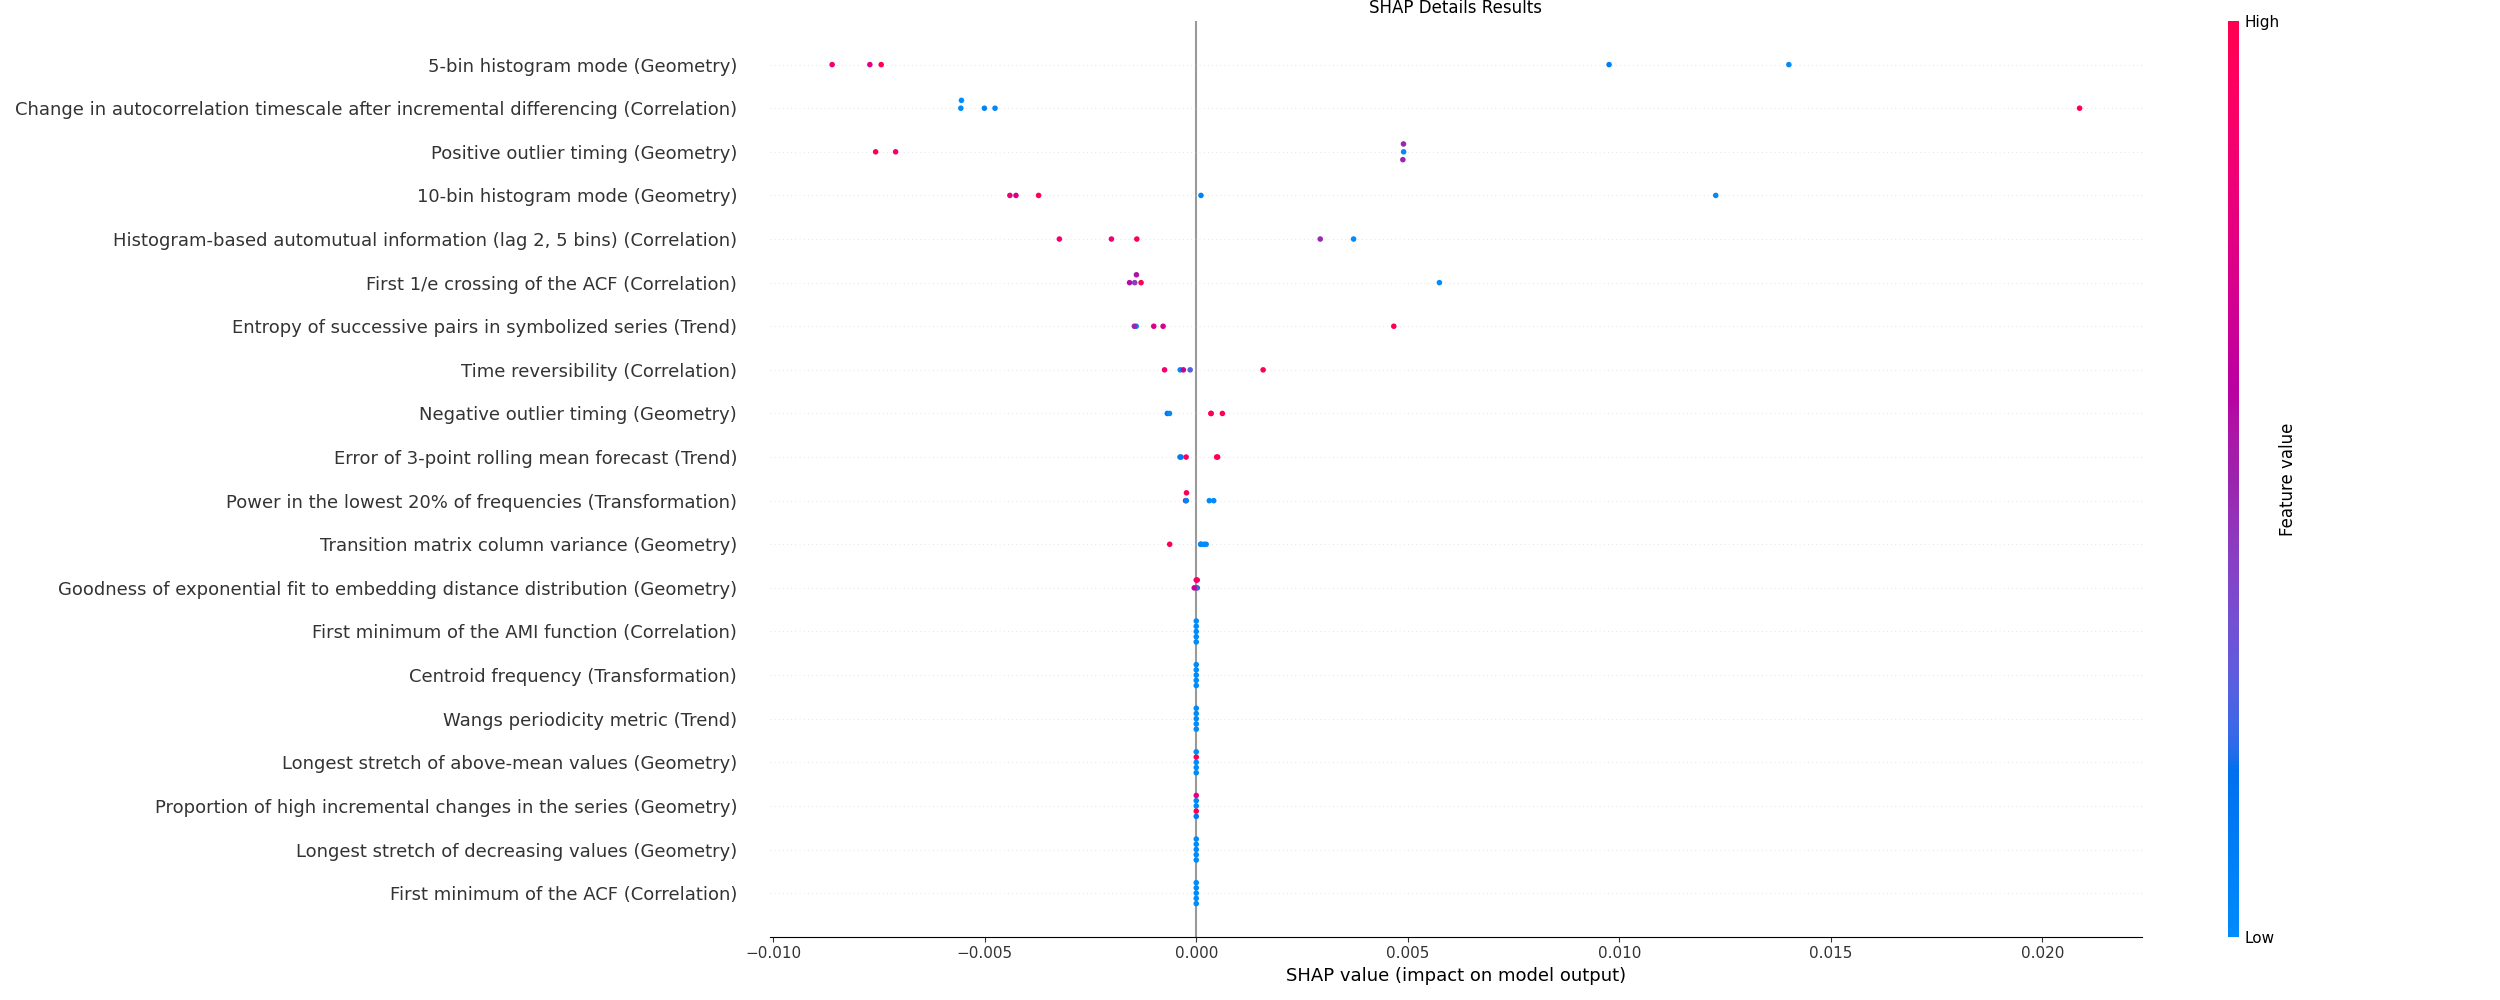 SHAP Details Results
High
5-bin histogram mode (Geometry)
Change in autocorrelation timescale after incremental differencing (Correlation)
Positive outlier timing (Geometry)
10-bin histogram mode (Geometry)
Histogram-based automutual information (lag 2, 5 bins) (Correlation)
First 1/e crossing of the ACF (Correlation)
Entropy of successive pairs in symbolized series (Trend)
Time reversibility (Correlation)
Negative outlier timing (Geometry)
Error of 3-point rolling mean forecast (Trend)
Power in the lowest 20% of frequencies (Transformation)
Transition matrix column variance (Geometry)
Goodness of exponential fit to embedding distance distribution (Geometry)
First minimum of the AMI function (Correlation)
Centroid frequency (Transformation)
Wangs periodicity metric (Trend)
Longest stretch of above-mean values (Geometry)
Proportion of high incremental changes in the series (Geometry)
Longest stretch of decreasing values (Geometry)
First minimum of the ACF (Correlation)
Feature value
Low
−0.010 −0.005 0.000 0.005 0.010 0.015 0.020
SHAP value (impact on model output)